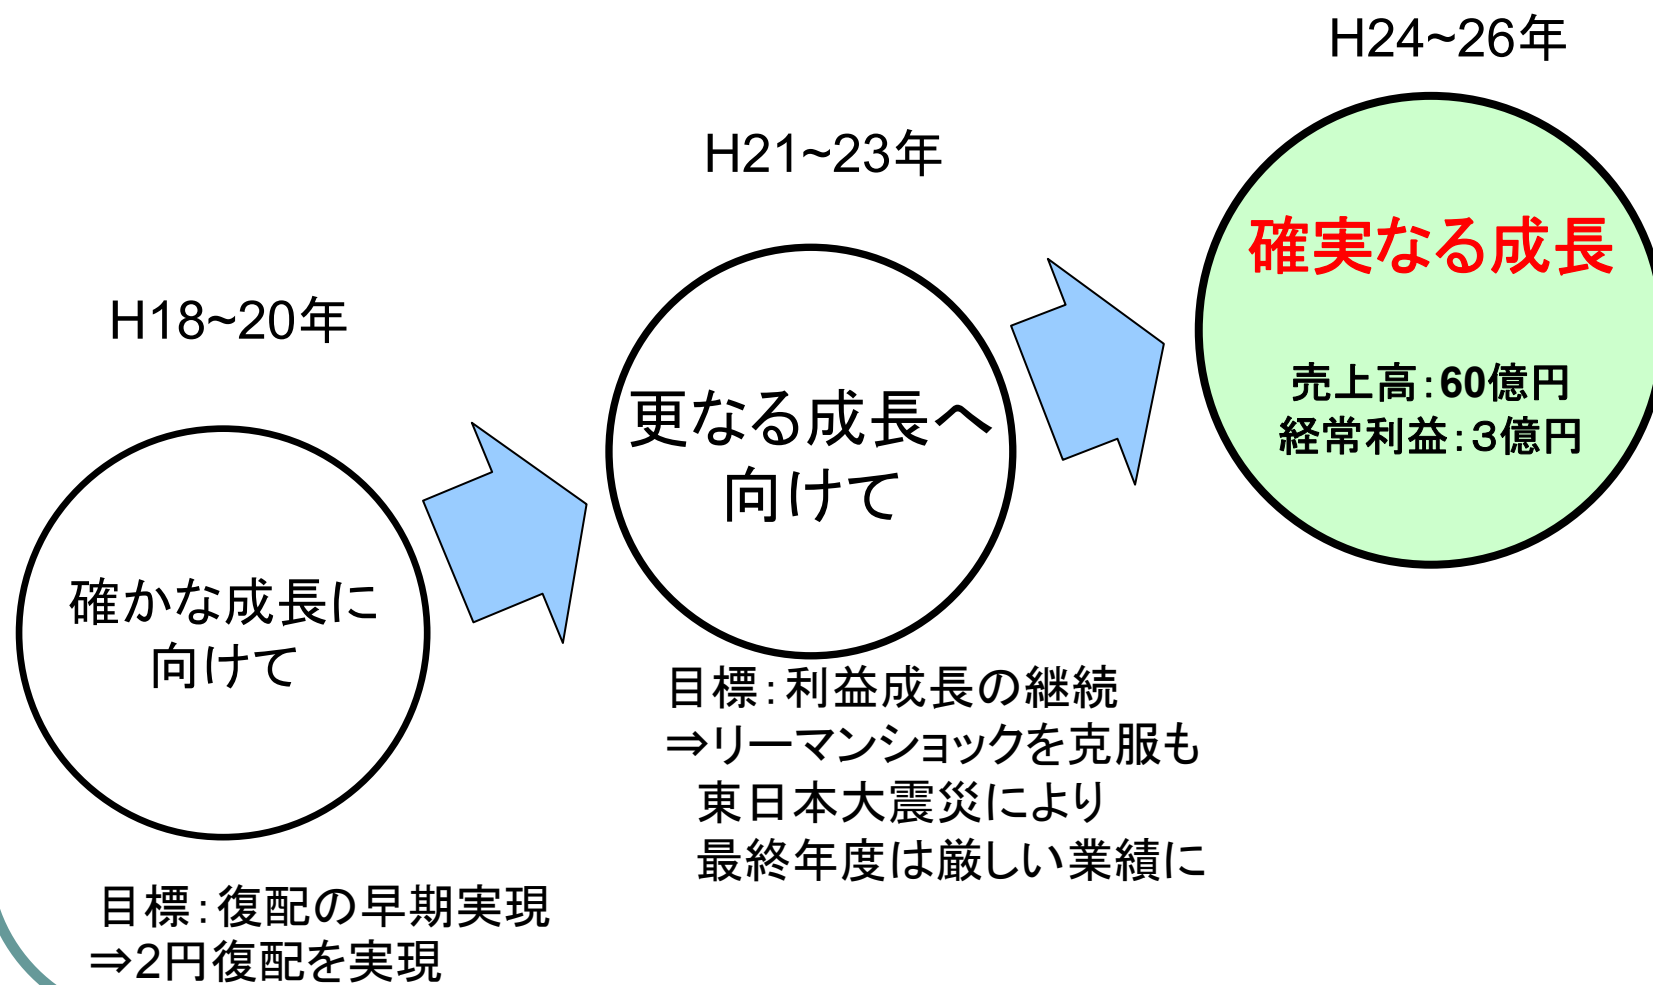 H18~20年
確かな成長に
向けて
目標：復配の早期実現
⇒2円復配を実現
H21~23年
更なる成長へ
向けて
目標：利益成長の継続
⇒リーマンショックを克服も
東日本大震災により
最終年度は厳しい業績に
H24~26年
確実なる成長
売上高：60億円
経常利益：３億円